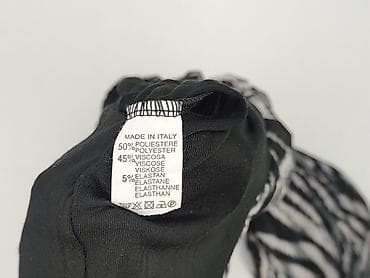 MADE IN ITALY
50% POLIESTERE
POLYESTER
45% VISCOSA
VISCOSE
VISKOSE
5% ELASTAN
ELASTANE
ELASTHANNE
ELASTHAN